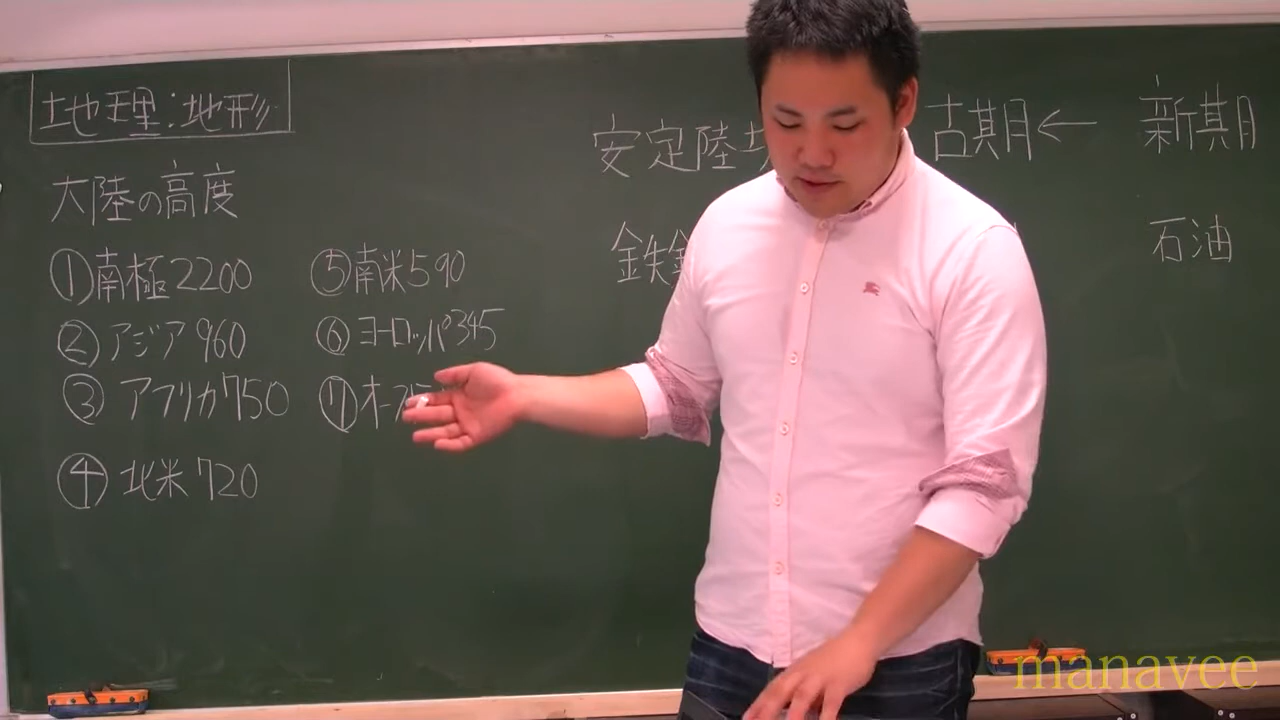 地理:地形
大陸の高度
①南極2200
②アジア960
③アフリカ750
④北米720
⑤南米590
⑥ヨーロッパ345
⑦オース
安定陸
古期←
新期
鉄鉱
石油
manavee